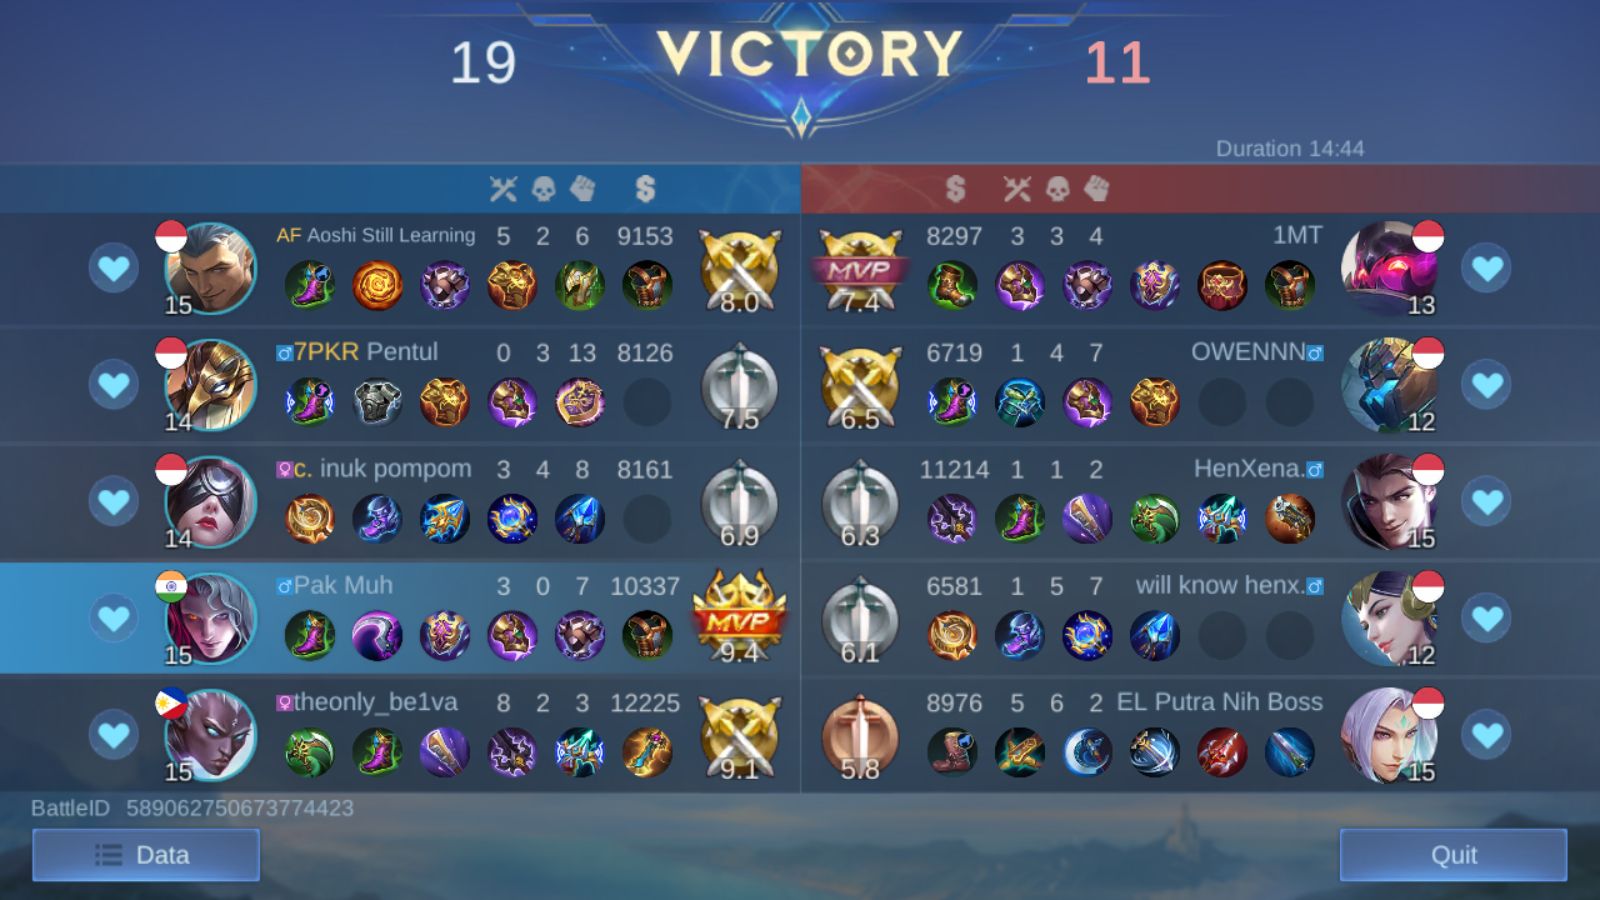 19 VICTORY 11
Duration 14:44
AF Aoshi Still Learning 5 2 6 9153 15 8.0
MVP 7.4 8297 3 3 4 1MT 13
7PKR Pentul 0 3 13 8126 14 7.5
6.5 6719 1 4 7 OWENNN 12
c. inuk pompom 3 4 8 8161 14 6.9
6.3 11214 1 1 2 HenXena. 15
Pak Muh 3 0 7 10337 15 MVP 9.4
6.1 6581 1 5 7 will know henx. 12
theonly_be1va 8 2 3 12225 15 9.1
5.8 8976 5 6 2 EL Putra Nih Boss 15
BattleID 589062750673774423
Data
Quit